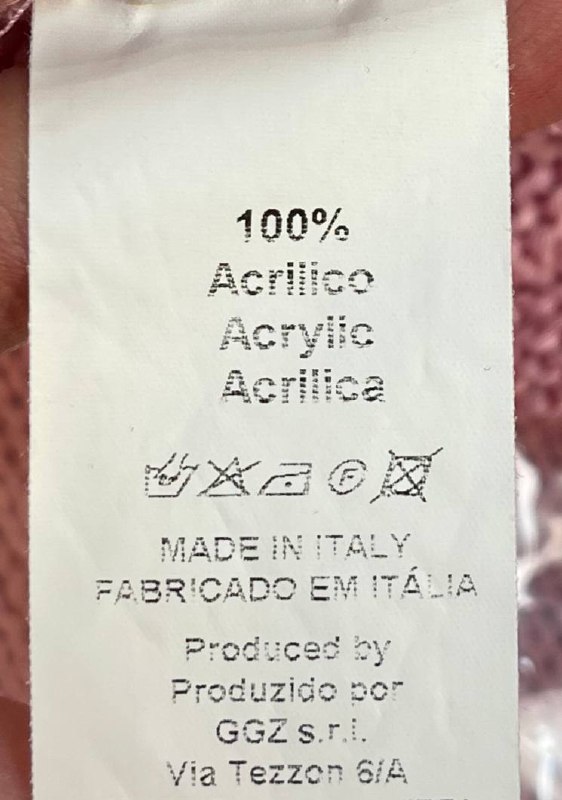 100%
Acrilico
Acrylic
Acrilica
F
MADE IN ITALY
FABRICADO EM ITÁLIA
Produced by
Produzido por
GGZ s.r.l.
Via Tezzon 6/A